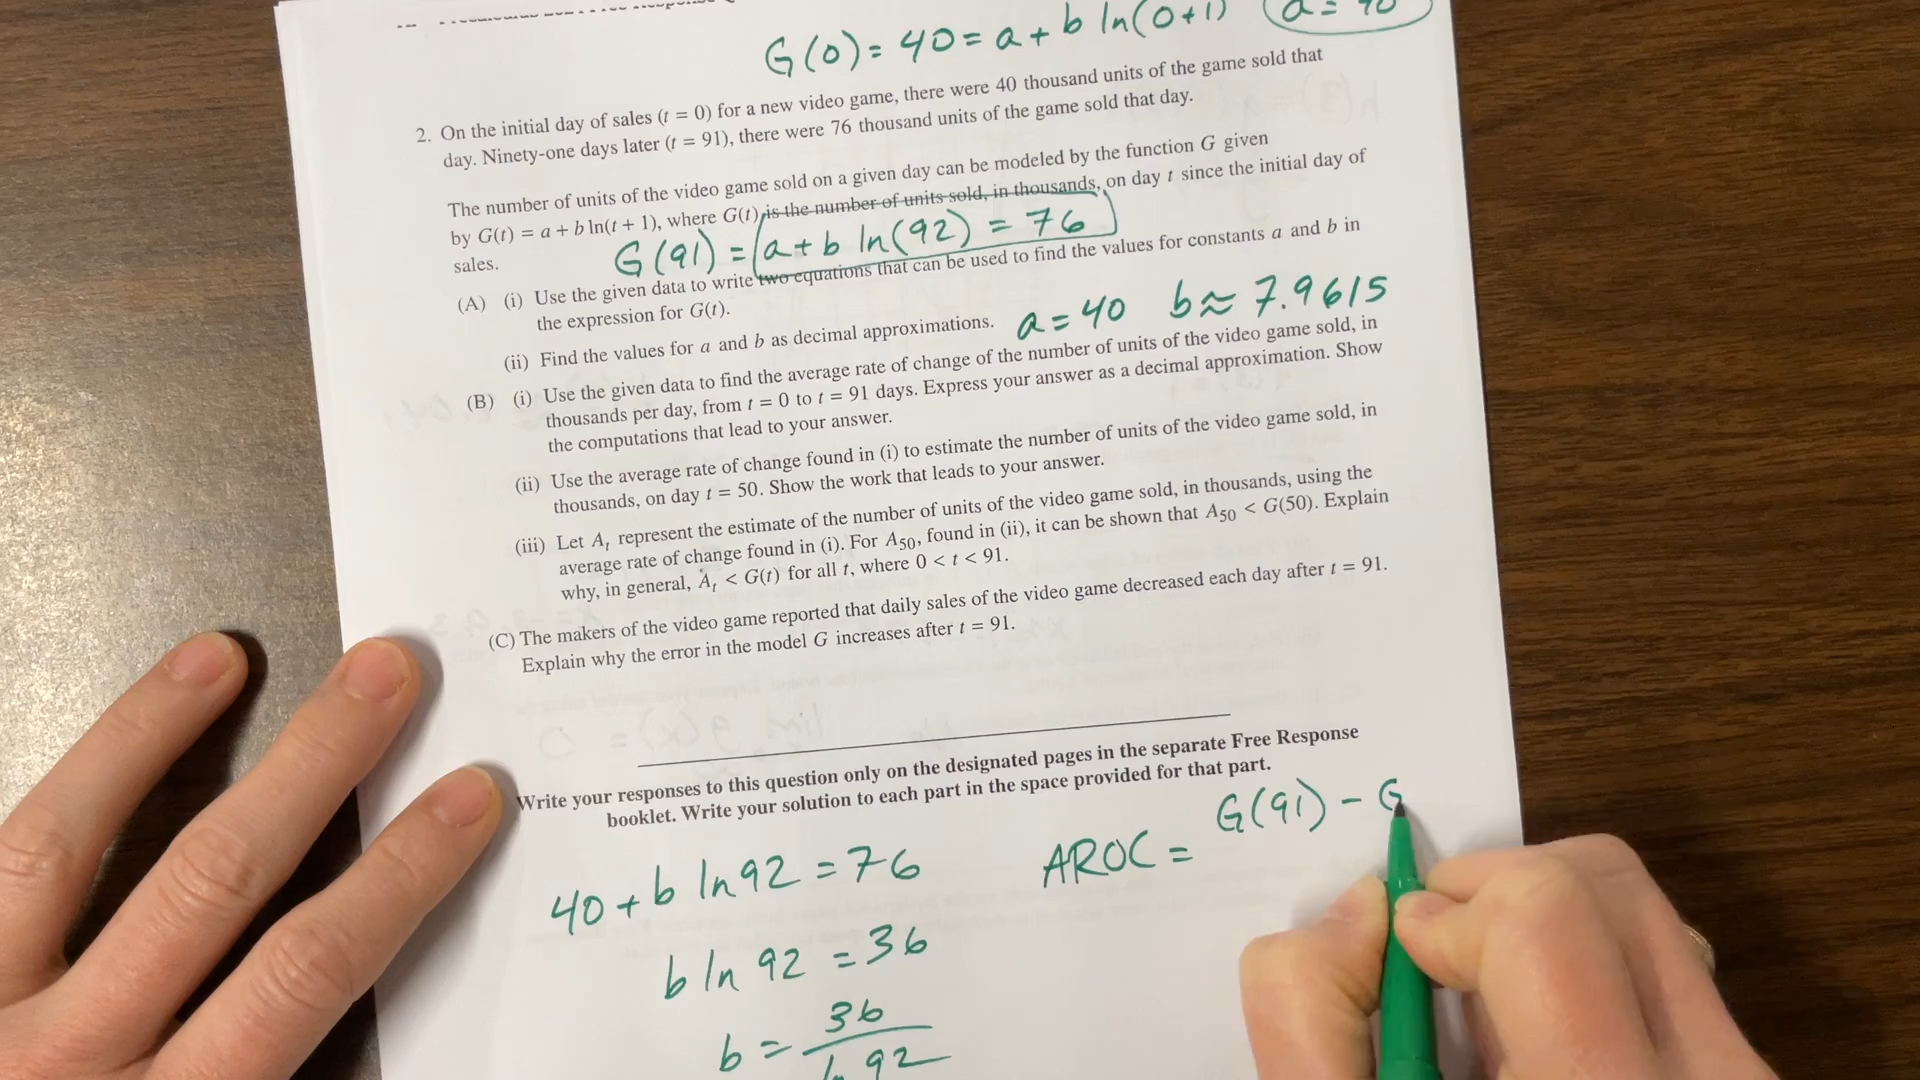 G(0) = 40 = a + b ln(0+1) a = 40
2. On the initial day of sales (t = 0) for a new video game, there were 40 thousand units of the game sold that
day. Ninety-one days later (t = 91), there were 76 thousand units of the game sold that day.
The number of units of the video game sold on a given day can be modeled by the function G given
by G(t) = a + b ln(t + 1), where G(t) is the number of units sold, in thousands, on day t since the initial day of
sales.
G(91) = a + b ln(92) = 76
(A) (i) Use the given data to write two equations that can be used to find the values for constants a and b in
the expression for G(t).
(ii) Find the values for a and b as decimal approximations. a = 40 b ≈ 7.9615
(B) (i) Use the given data to find the average rate of change of the number of units of the video game sold, in
thousands per day, from t = 0 to t = 91 days. Express your answer as a decimal approximation. Show
the computations that lead to your answer.
(ii) Use the average rate of change found in (i) to estimate the number of units of the video game sold, in
thousands, on day t = 50. Show the work that leads to your answer.
(iii) Let Aₜ represent the estimate of the number of units of the video game sold, in thousands, using the
average rate of change found in (i). For A₅₀, found in (ii), it can be shown that A₅₀ < G(50). Explain
why, in general, Aₜ < G(t) for all t, where 0 < t < 91.
(C) The makers of the video game reported that daily sales of the video game decreased each day after t = 91.
Explain why the error in the model G increases after t = 91.
Write your responses to this question only on the designated pages in the separate Free Response
booklet. Write your solution to each part in the space provided for that part.
40 + b ln 92 = 76
b ln 92 = 36
b = 36
ln 92
AROC = G(91) - G